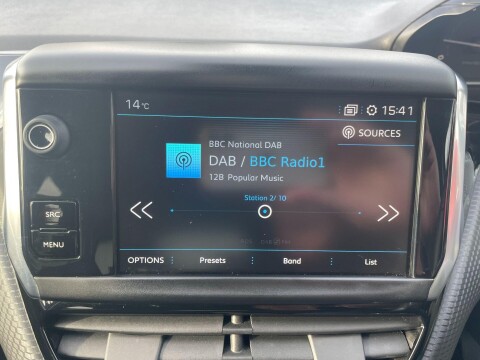 14 °C
15:41
SOURCES
BBC National DAB
DAB / BBC Radio1
12B Popular Music
Station 2/ 10
SRC
MENU
OPTIONS
Presets
Band
List